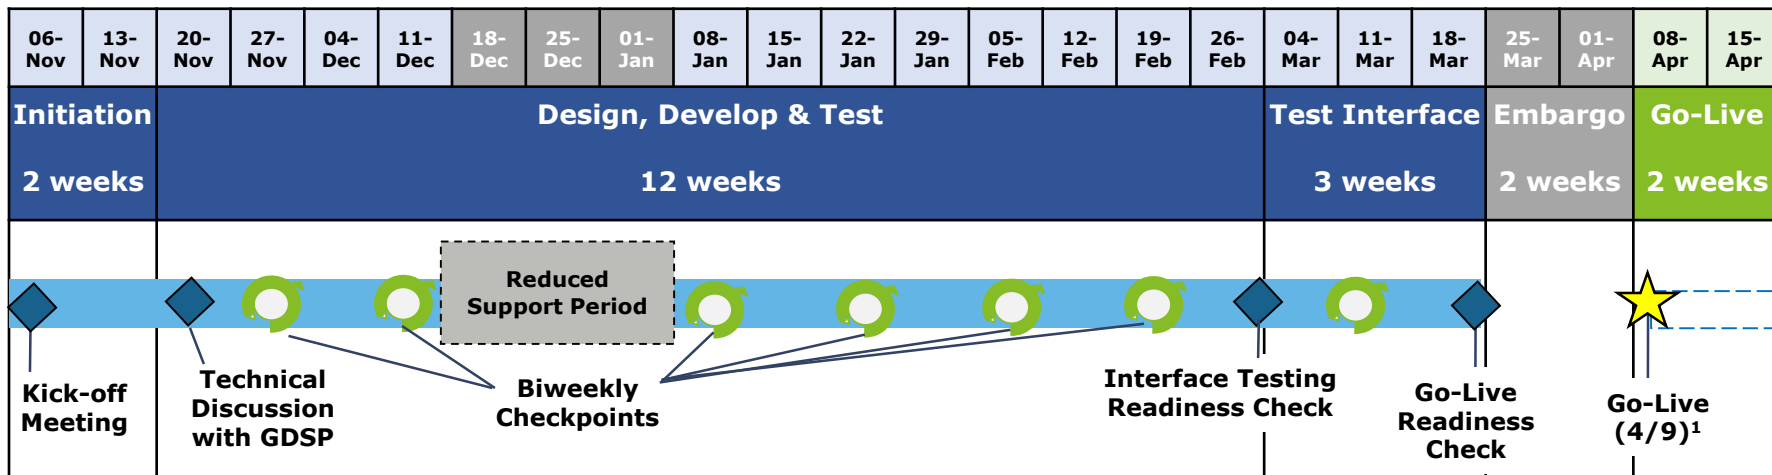 06-
Nov
13-
Nov
20-
Nov
27-
Nov
04-
Dec
11-
Dec
18-
Dec
25-
Dec
01-
Jan
08-
Jan
15-
Jan
22-
Jan
29-
Jan
05-
Feb
12-
Feb
19-
Feb
26-
Feb
04-
Mar
11-
Mar
18-
Mar
25-
Mar
01-
Apr
08-
Apr
15-
Apr
Initiation
2 weeks
Design, Develop & Test
12 weeks
Test Interface
3 weeks
Embargo
2 weeks
Go-Live
2 weeks
Reduced
Support Period
Kick-off
Meeting
Technical
Discussion
with GDSP
Biweekly
Checkpoints
Interface Testing
Readiness Check
Go-Live
Readiness
Check
Go-Live
(4/9)¹